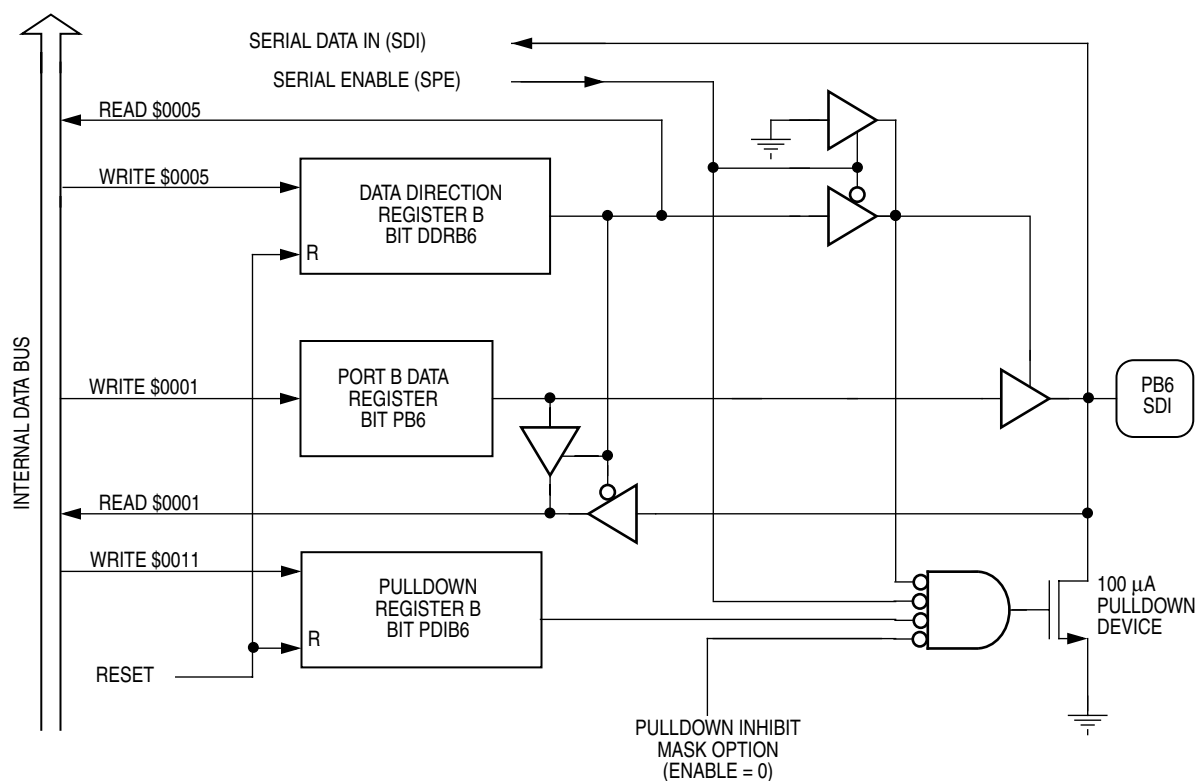 SERIAL DATA IN (SDI)
SERIAL ENABLE (SPE)
READ $0005
WRITE $0005
DATA DIRECTION
REGISTER B
BIT DDRB6
R
INTERNAL DATA BUS
WRITE $0001
PORT B DATA
REGISTER
BIT PB6
PB6
SDI
READ $0001
WRITE $0011
PULLDOWN
REGISTER B
BIT PDIB6
R
100 µA
PULLDOWN
DEVICE
RESET
PULLDOWN INHIBIT
MASK OPTION
(ENABLE = 0)